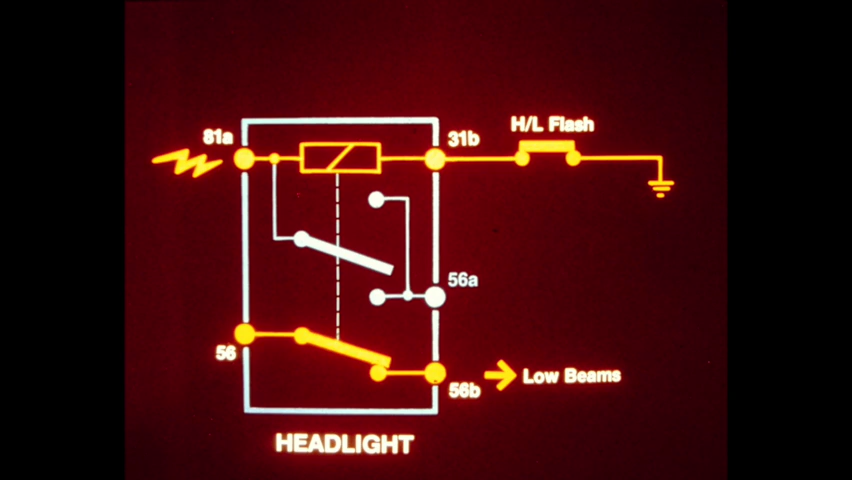 81a
31b
H/L Flash
56a
56
56b
Low Beams
HEADLIGHT